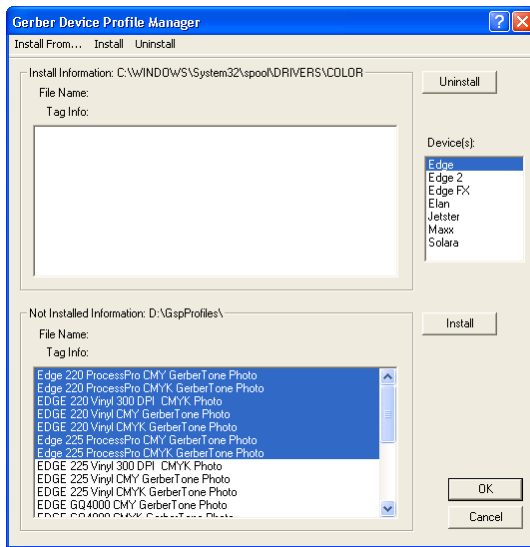 Gerber Device Profile Manager
Install From... Install Uninstall
Install Information: C:\WINDOWS\System32\spool\DRIVERS\COLOR
File Name:
Tag Info:
Uninstall
Device(s):
Edge
Edge 2
Edge FX
Elan
Jetster
Maxx
Solara
Not Installed Information: D:\GspProfiles\
File Name:
Tag Info:
Install
Edge 220 ProcessPro CMY GerberTone Photo
Edge 220 ProcessPro CMYK GerberTone Photo
EDGE 220 Vinyl 300 DPI  CMYK Photo
EDGE 220 Vinyl CMY GerberTone Photo
EDGE 220 Vinyl CMYK GerberTone Photo
Edge 225 ProcessPro CMY GerberTone Photo
Edge 225 ProcessPro CMYK GerberTone Photo
EDGE 225 Vinyl 300 DPI  CMYK Photo
EDGE 225 Vinyl CMY GerberTone Photo
EDGE 225 Vinyl CMYK GerberTone Photo
EDGE GQ4000 CMY GerberTone Photo
EDGE GQ4000 CMYK GerberTone Photo
OK
Cancel